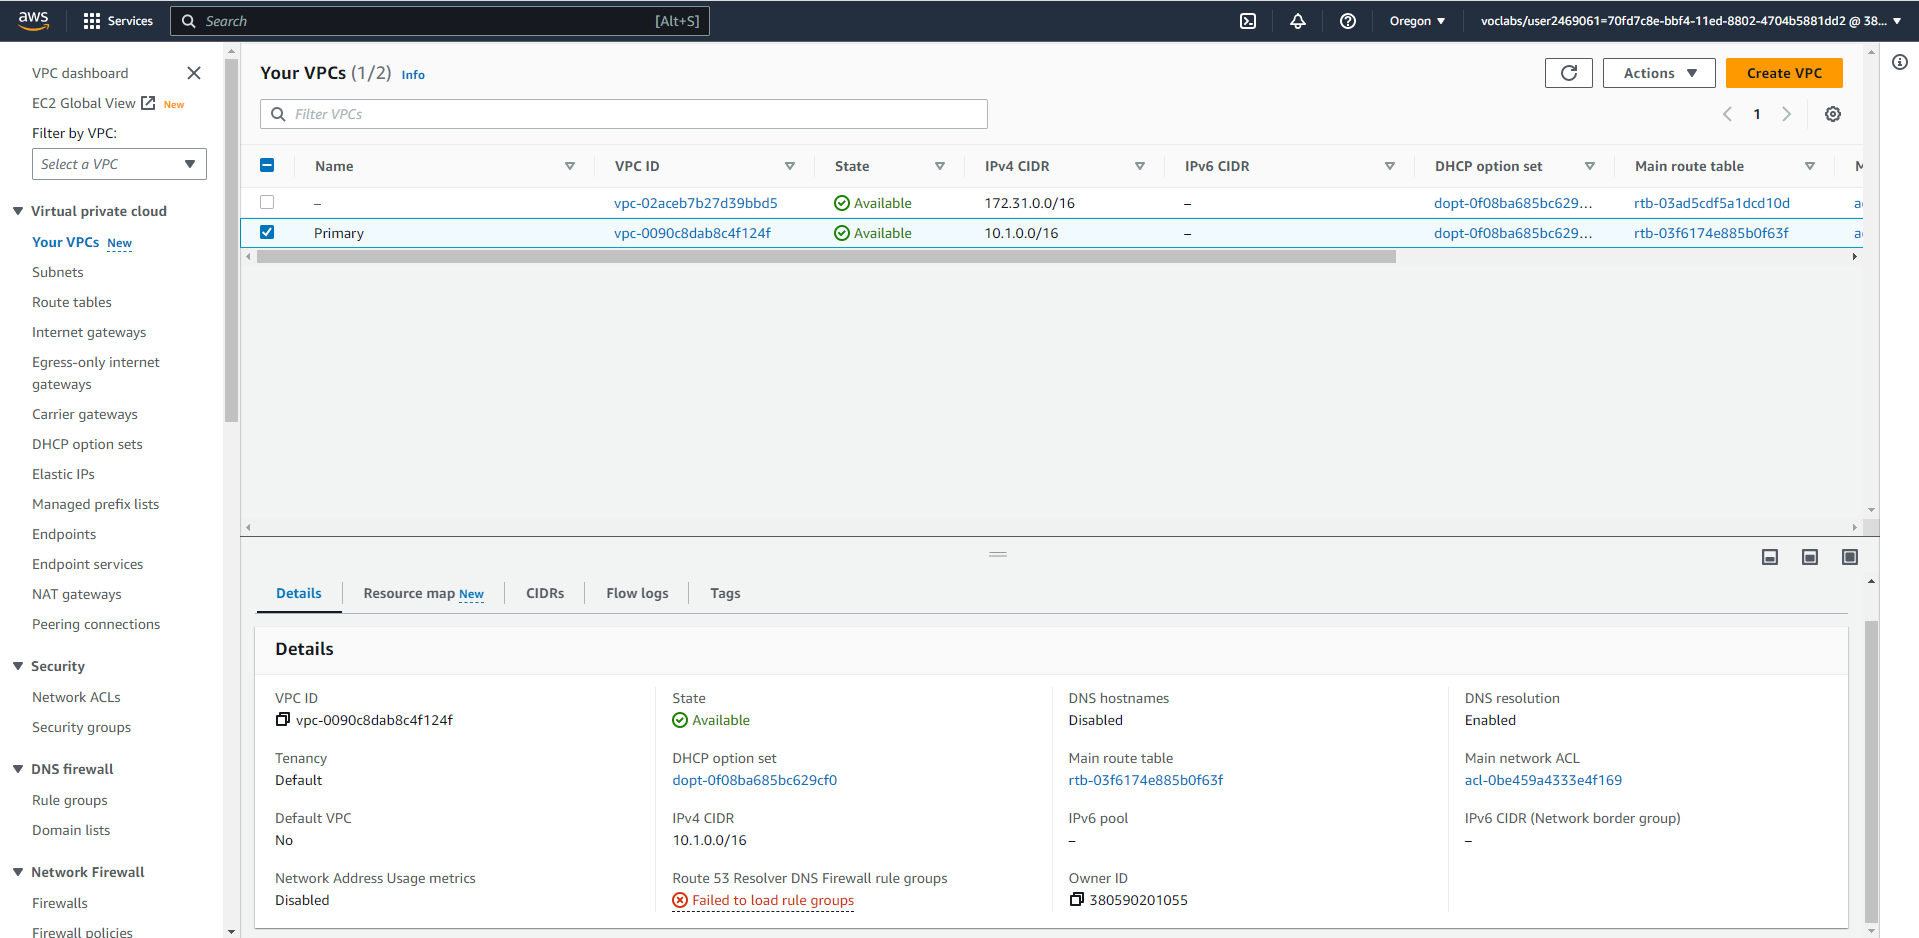 aws Services Search [Alt+S] Oregon voclabs/user2469061=70fd7c8e-bbf4-11ed-8802-4704b5881dd2 @ 38...
VPC dashboard
EC2 Global View New
Filter by VPC:
Select a VPC
Virtual private cloud
Your VPCs New
Subnets
Route tables
Internet gateways
Egress-only internet
gateways
Carrier gateways
DHCP option sets
Elastic IPs
Managed prefix lists
Endpoints
Endpoint services
NAT gateways
Peering connections
Security
Network ACLs
Security groups
DNS firewall
Rule groups
Domain lists
Network Firewall
Firewalls
Firewall policies
Your VPCs (1/2) Info
Actions Create VPC
Filter VPCs
1
Name VPC ID State IPv4 CIDR IPv6 CIDR DHCP option set Main route table M
– vpc-02aceb7b27d39bbd5 Available 172.31.0.0/16 – dopt-0f08ba685bc629... rtb-03ad5cdf5a1dcd10d a
Primary vpc-0090c8dab8c4f124f Available 10.1.0.0/16 – dopt-0f08ba685bc629... rtb-03f6174e885b0f63f a
Details Resource map New CIDRs Flow logs Tags
Details
VPC ID State DNS hostnames DNS resolution
vpc-0090c8dab8c4f124f Available Disabled Enabled
Tenancy DHCP option set Main route table Main network ACL
Default dopt-0f08ba685bc629cf0 rtb-03f6174e885b0f63f acl-0be459a4333e4f169
Default VPC IPv4 CIDR IPv6 pool IPv6 CIDR (Network border group)
No 10.1.0.0/16 – –
Network Address Usage metrics Route 53 Resolver DNS Firewall rule groups Owner ID
Disabled Failed to load rule groups 380590201055